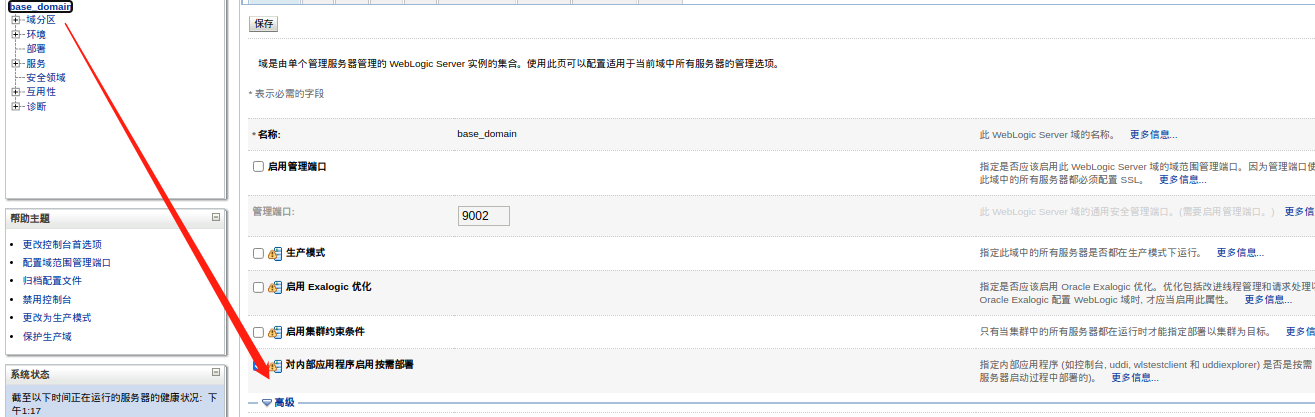 base_domain
域分区
环境
部署
服务
安全领域
互用性
诊断
帮助主题
更改控制台首选项
配置域范围管理端口
归档配置文件
禁用控制台
更改为生产模式
保护生产域
系统状态
截至以下时间正在运行的服务器的健康状况: 下
午1:17
保存
域是由单个管理服务器管理的 WebLogic Server 实例的集合。使用此页可以配置适用于当前域中所有服务器的管理选项。
* 表示必需的字段
* 名称: base_domain 此 WebLogic Server 域的名称。 更多信息...
启用管理端口 指定是否应该启用此 WebLogic Server 域的域范围管理端口。因为管理端口使
此域中的所有服务器都必须配置 SSL。 更多信息...
管理端口: 9002 此 WebLogic Server 域的通用安全管理端口。(需要启用管理端口。) 更多信
生产模式 指定此域中的所有服务器是否都在生产模式下运行。 更多信息...
启用 Exalogic 优化 指定是否应该启用 Oracle Exalogic 优化。优化包括改进线程管理和请求处理以
Oracle Exalogic 配置 WebLogic 域时, 才应当启用此属性。 更多信息...
启用集群约束条件 只有当集群中的所有服务器都在运行时才能指定部署以集群为目标。 更多信
对内部应用程序启用按需部署 指定内部应用程序 (如控制台, uddi, wlstestclient 和 uddiexplorer) 是否是按需
服务器启动过程中部署的)。 更多信息...
高级